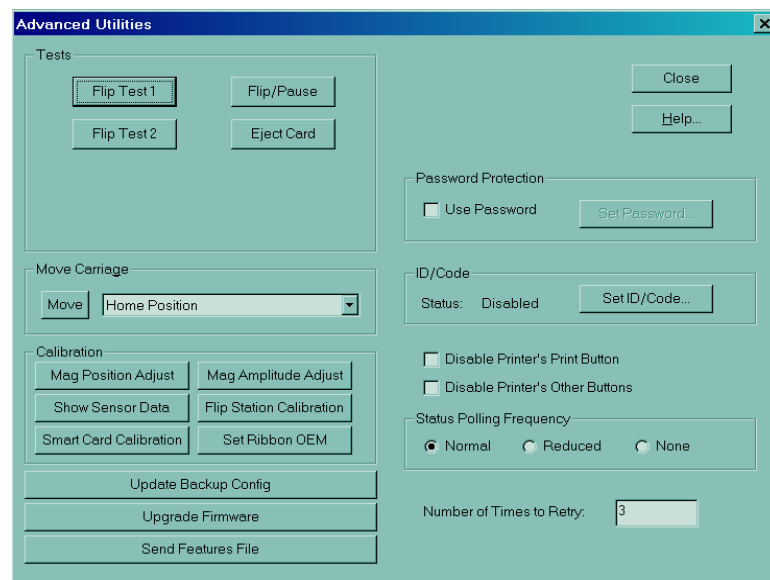 Advanced Utilities
Tests
Flip Test 1
Flip/Pause
Flip Test 2
Eject Card
Close
Help...
Password Protection
Use Password
Set Password...
Move Carriage
Move
Home Position
ID/Code
Status: Disabled
Set ID/Code...
Calibration
Mag Position Adjust
Mag Amplitude Adjust
Show Sensor Data
Flip Station Calibration
Smart Card Calibration
Set Ribbon OEM
Disable Printer's Print Button
Disable Printer's Other Buttons
Status Polling Frequency
Normal
Reduced
None
Update Backup Config
Upgrade Firmware
Send Features File
Number of Times to Retry:
3